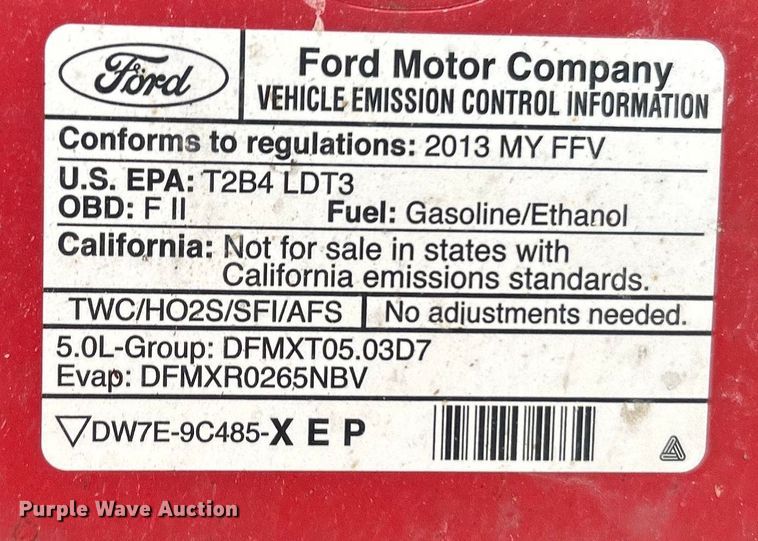 Ford
Ford Motor Company
VEHICLE EMISSION CONTROL INFORMATION
Conforms to regulations: 2013 MY FFV
U.S. EPA: T2B4 LDT3
OBD: F II Fuel: Gasoline/Ethanol
California: Not for sale in states with
California emissions standards.
TWC/HO2S/SFI/AFS No adjustments needed.
5.0L-Group: DFMXT05.03D7
Evap: DFMXR0265NBV
DW7E-9C485-X E P
Purple Wave Auction